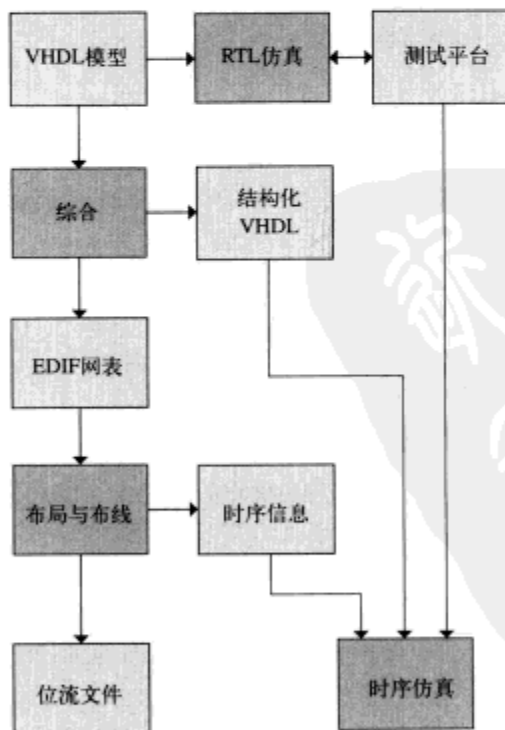 VHDL模型
RTL仿真
测试平台
综合
结构化
VHDL
EDIF网表
布局与布线
时序信息
位流文件
时序仿真